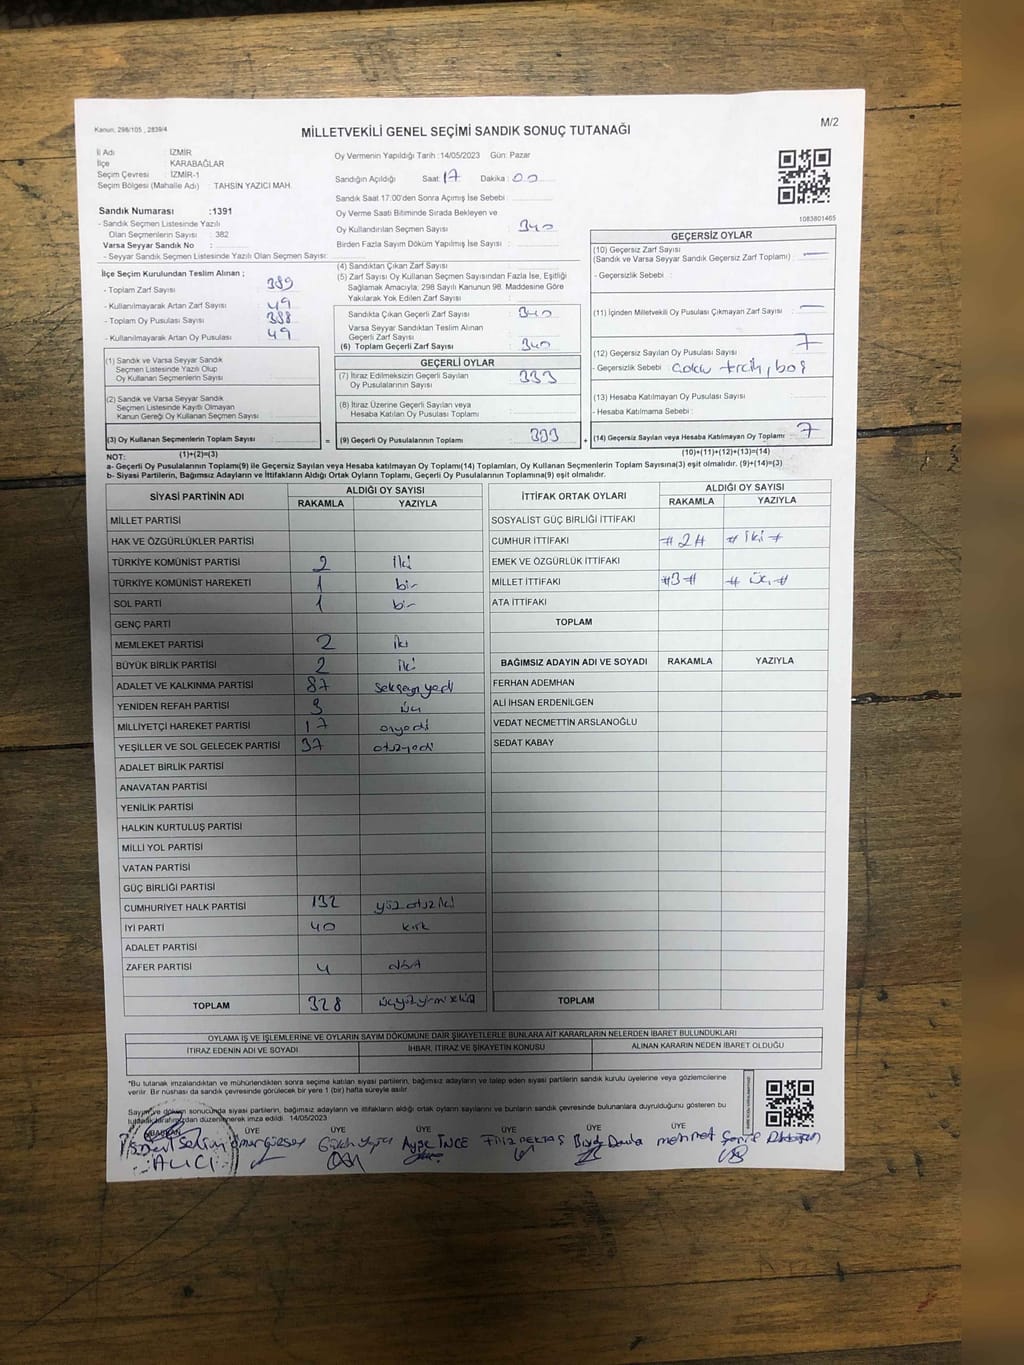 Kanun, 298/105 , 2839/4
MİLLETVEKİLİ GENEL SEÇİMİ SANDIK SONUÇ TUTANAĞI
M/2
İl Adı : İZMİR
İlçe : KARABAĞLAR
Seçim Çevresi : İZMİR-1
Seçim Bölgesi (Mahalle Adı) : TAHSİN YAZICI MAH.
Sandık Numarası :1391
- Sandık Seçmen Listesinde Yazılı
Olan Seçmenlerin Sayısı : 382
Varsa Seyyar Sandık No :
- Seyyar Sandık Seçmen Listesinde Yazılı Olan Seçmen Sayısı:
Oy Vermenin Yapıldığı Tarih :14/05/2023 Gün: Pazar
Sandığın Açıldığı Saat: 17 Dakika : 00
Sandık Saat 17:00'den Sonra Açımış İse Sebebi :
Oy Verme Saati Bitiminde Sırada Bekleyen ve
Oy Kullandırılan Seçmen Sayısı : 340
Birden Fazla Sayım Döküm Yapılmış İse Sayısı :
1083801465
İlçe Seçim Kurulundan Teslim Alınan ;
- Toplam Zarf Sayısı : 389
- Kullanılmayarak Artan Zarf Sayısı : 49
- Toplam Oy Pusulası Sayısı : 388
- Kullanılmayarak Artan Oy Pusulası : 49
(1) Sandık ve Varsa Seyyar Sandık
Seçmen Listesinde Yazılı Olup
Oy Kullanan Seçmenlerin Sayısı :
(2) Sandık ve Varsa Seyyar Sandık
Seçmen Listesinde Kayıtlı Olmayan
Kanun Gereği Oy Kullanan Seçmen Sayısı :
(3) Oy Kullanan Seçmenlerin Toplam Sayısı :
(4) Sandıktan Çıkan Zarf Sayısı :
(5) Zarf Sayısı Oy Kullanan Seçmen Sayısından Fazla İse, Eşitliği
Sağlamak Amacıyla; 298 Sayılı Kanunun 98. Maddesine Göre
Yakılarak Yok Edilen Zarf Sayısı :
Sandıkta Çıkan Geçerli Zarf Sayısı : 340
Varsa Seyyar Sandıktan Teslim Alınan
Geçerli Zarf Sayısı :
(6) Toplam Geçerli Zarf Sayısı : 340
GEÇERLİ OYLAR
(7) İtiraz Edilmeksizin Geçerli Sayılan
Oy Pusulalarının Sayısı : 333
(8) İtiraz Üzerine Geçerli Sayılan veya
Hesaba Katılan Oy Pusulası Toplamı :
= (9) Geçerli Oy Pusulalarının Toplamı : 333
GEÇERSİZ OYLAR
(10) Geçersiz Zarf Sayısı
(Sandık ve Varsa Seyyar Sandık Geçersiz Zarf Toplamı) : —
- Geçersizlik Sebebi :
(11) İçinden Milletvekili Oy Pusulası Çıkmayan Zarf Sayısı : —
(12) Geçersiz Sayılan Oy Pusulası Sayısı : 7
- Geçersizlik Sebebi : boş
(13) Hesaba Katılmayan Oy Pusulası Sayısı :
- Hesaba Katılmama Sebebi :
+ (14) Geçersiz Sayılan veya Hesaba Katılmayan Oy Toplamı : 7
NOT: (1)+(2)=(3)
(10)+(11)+(12)+(13)=(14)
a- Geçerli Oy Pusulalarının Toplamı(9) ile Geçersiz Sayılan veya Hesaba katılmayan Oy Toplamı(14) Toplamları, Oy Kullanan Seçmenlerin Toplam Sayısına(3) eşit olmalıdır. (9)+(14)=(3)
b- Siyasi Partilerin, Bağımsız Adayların ve İttifakların Aldığı Ortak Oyların Toplamı, Geçerli Oy Pusulalarının Toplamına(9) eşit olmalıdır.
SİYASİ PARTİNİN ADI ALDIĞI OY SAYISI
RAKAMLA YAZIYLA
MİLLET PARTİSİ
HAK VE ÖZGÜRLÜKLER PARTİSİ
TÜRKİYE KOMÜNİST PARTİSİ 2 iki
TÜRKİYE KOMÜNİST HAREKETİ 1 bir
SOL PARTİ 1 bir
GENÇ PARTİ
MEMLEKET PARTİSİ 2 iki
BÜYÜK BİRLİK PARTİSİ 2 iki
ADALET VE KALKINMA PARTİSİ 87 seksenyedi
YENİDEN REFAH PARTİSİ 3 üç
MİLLİYETÇİ HAREKET PARTİSİ 17 onyedi
YEŞİLLER VE SOL GELECEK PARTİSİ 37 otuzyedi
ADALET BİRLİK PARTİSİ
ANAVATAN PARTİSİ
YENİLİK PARTİSİ
HALKIN KURTULUŞ PARTİSİ
MİLLİ YOL PARTİSİ
VATAN PARTİSİ
GÜÇ BİRLİĞİ PARTİSİ
CUMHURİYET HALK PARTİSİ 132 yüzotuziki
İYİ PARTİ 40 kırk
ADALET PARTİSİ
ZAFER PARTİSİ 4 dört
TOPLAM 328 üçyüzyirmisekiz
İTTİFAK ORTAK OYLARI ALDIĞI OY SAYISI
RAKAMLA YAZIYLA
SOSYALİST GÜÇ BİRLİĞİ İTTİFAKI
CUMHUR İTTİFAKI #2# #iki#
EMEK VE ÖZGÜRLÜK İTTİFAKI
MİLLET İTTİFAKI #3# #üç#
ATA İTTİFAKI
TOPLAM
BAĞIMSIZ ADAYIN ADI VE SOYADI RAKAMLA YAZIYLA
FERHAN ADEMHAN
ALİ İHSAN ERDENİLGEN
VEDAT NECMETTİN ARSLANOĞLU
SEDAT KABAY
TOPLAM
OYLAMA İŞ VE İŞLEMLERİNE VE OYLARIN SAYIM DÖKÜMÜNE DAİR ŞİKAYETLERLE BUNLARA AİT KARARLARIN NELERDEN İBARET BULUNDUKLARI
İTİRAZ EDENİN ADI VE SOYADI İHBAR, İTİRAZ VE ŞİKAYETİN KONUSU ALINAN KARARIN NEDEN İBARET OLDUĞU
*Bu tutanak imzalandıktan ve mühürlendikten sonra seçime katılan siyasi partilerin, bağımsız adayların ve talep eden siyasi partilerin sandık kurulu üyelerine veya gözlemcilerine
verilir. Bir nüshası da sandık çevresinde görülecek bir yere 1 (bir) hafta süreyle asılır.
Sayım ve döküm sonucunda siyasi partilerin, bağımsız adayların ve ittifakların aldığı ortak oyların sayılarını ve bunların sandık çevresinde bulunanlara duyrulduğunu gösteren bu
tutanak tarafımızdan düzenlenerek imza edildi. 14/05/2023
BAŞKAN ÜYE ÜYE ÜYE ÜYE ÜYE ÜYE
ALICI Ayşe İNCE